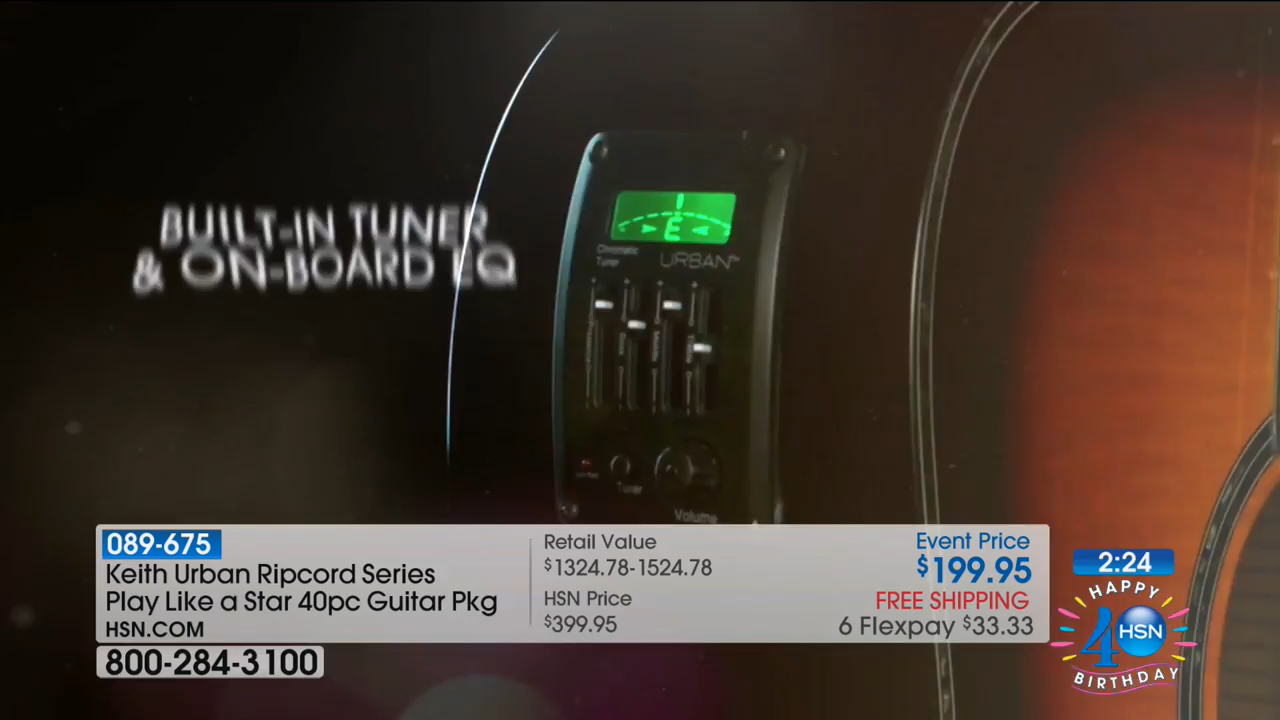 BUILT-IN TUNER
& ON-BOARD EQ
E
Chromatic
Tuner
URBAN
Tuner
Volume
089-675
Keith Urban Ripcord Series
Play Like a Star 40pc Guitar Pkg
HSN.COM
800-284-3100
Retail Value
$1324.78-1524.78
HSN Price
$399.95
Event Price
$199.95
FREE SHIPPING
6 Flexpay $33.33
2:24
HAPPY
40 HSN
BIRTHDAY